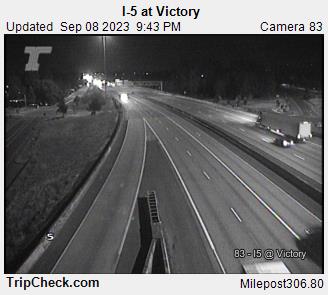 I-5 at Victory
Updated  Sep 08 2023  9:43 PM
Camera 83
T
S
83 - I5 @ Victory
TripCheck.com
Milepost306.80